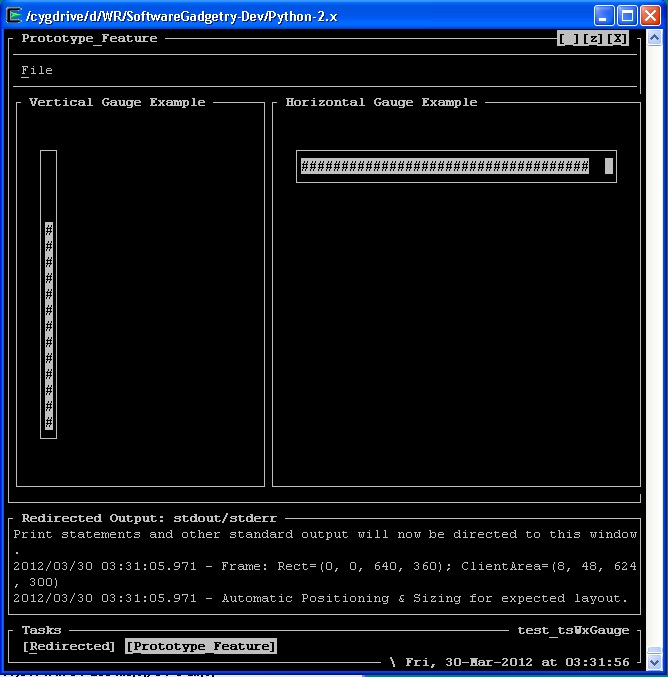 /cygdrive/d/WR/SoftwareGadgetry-Dev/Python-2.x
Prototype_Feature [_][z][X]
File
Vertical Gauge Example Horizontal Gauge Example
####################################
#
#
#
#
#
#
#
#
#
#
#
#
#
Redirected Output: stdout/stderr
Print statements and other standard output will now be directed to this window
.
2012/03/30 03:31:05.971 - Frame: Rect=(0, 0, 640, 360); ClientArea=(8, 48, 624
, 300)
2012/03/30 03:31:05.971 - Automatic Positioning & Sizing for expected layout.
Tasks test_tsWxGauge
[Redirected] [Prototype_Feature]
\ Fri, 30-Mar-2012 at 03:31:56